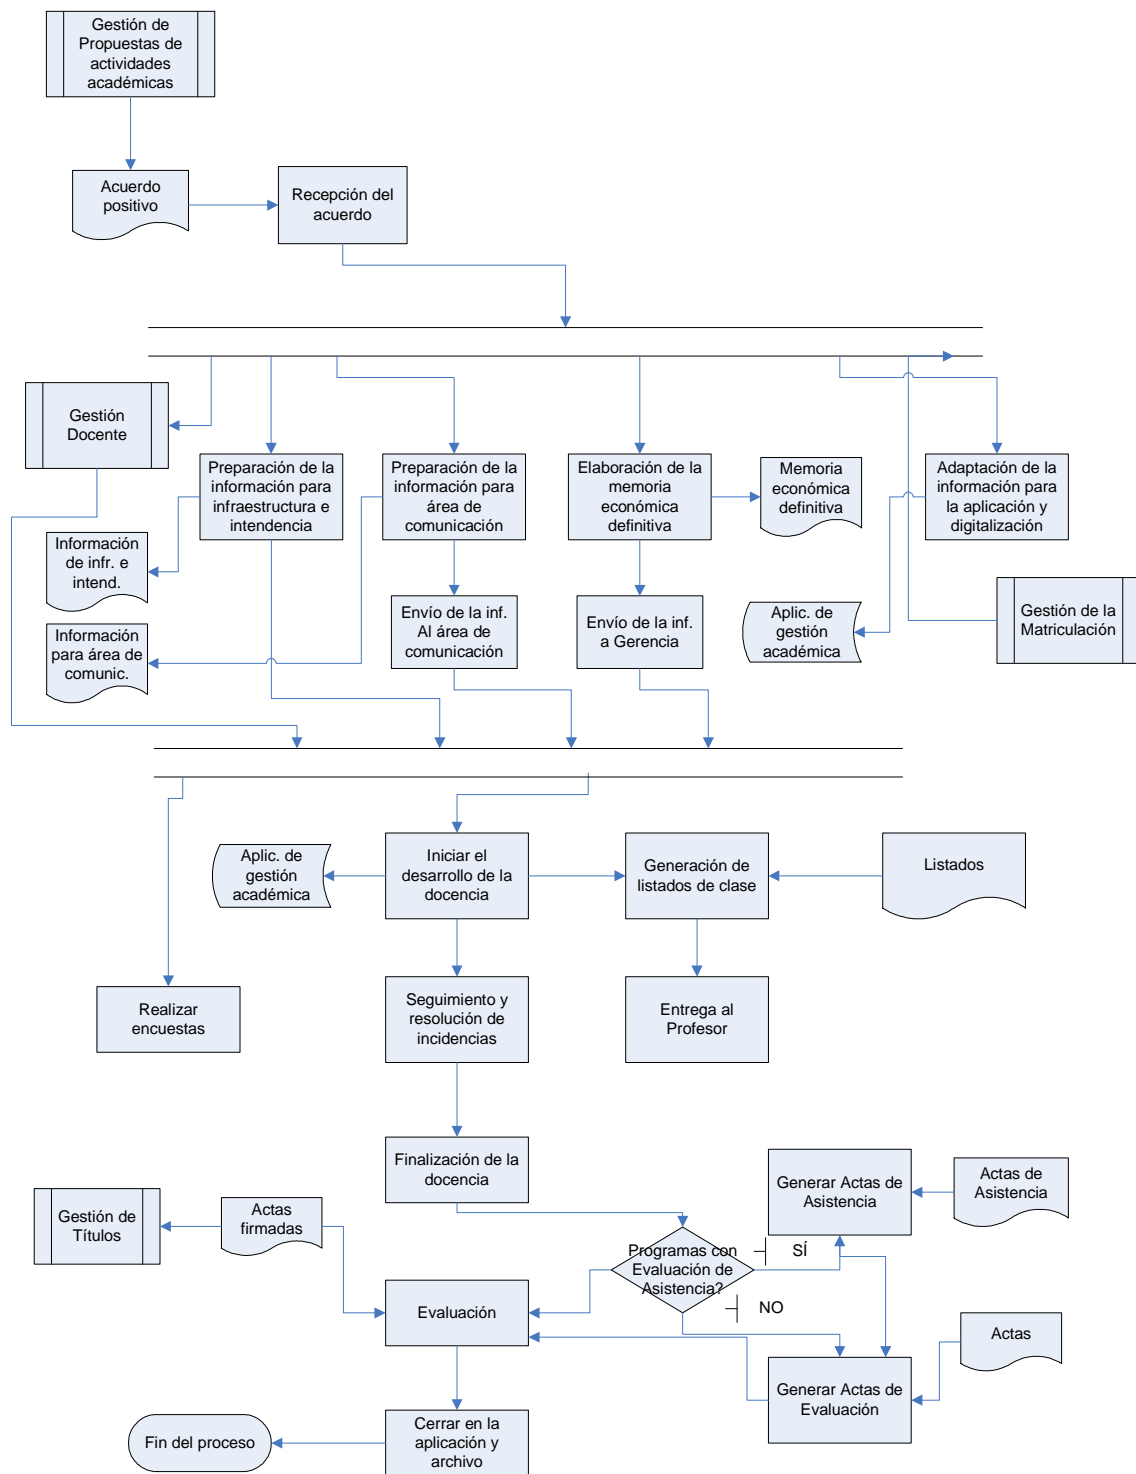 Gestión de
Propuestas de
actividades
académicas
Acuerdo
positivo
Recepción del
acuerdo
Gestión
Docente
Preparación de la
información para
infraestructura e
intendencia
Preparación de la
información para
área de
comunicación
Elaboración de la
memoria
económica
definitiva
Memoria
económica
definitiva
Adaptación de la
información para
la aplicación y
digitalización
Información
de infr. e
intend.
Información
para área de
comunic.
Envío de la inf.
Al área de
comunicación
Envío de la inf.
a Gerencia
Aplic. de
gestión
académica
Gestión de la
Matriculación
Aplic. de
gestión
académica
Iniciar el
desarrollo de la
docencia
Generación de
listados de clase
Listados
Realizar
encuestas
Seguimiento y
resolución de
incidencias
Entrega al
Profesor
Finalización de la
docencia
Generar Actas de
Asistencia
Actas de
Asistencia
Gestión de
Títulos
Actas
firmadas
Programas con
Evaluación de
Asistencia?
SÍ
NO
Evaluación
Actas
Generar Actas de
Evaluación
Fin del proceso
Cerrar en la
aplicación y
archivo